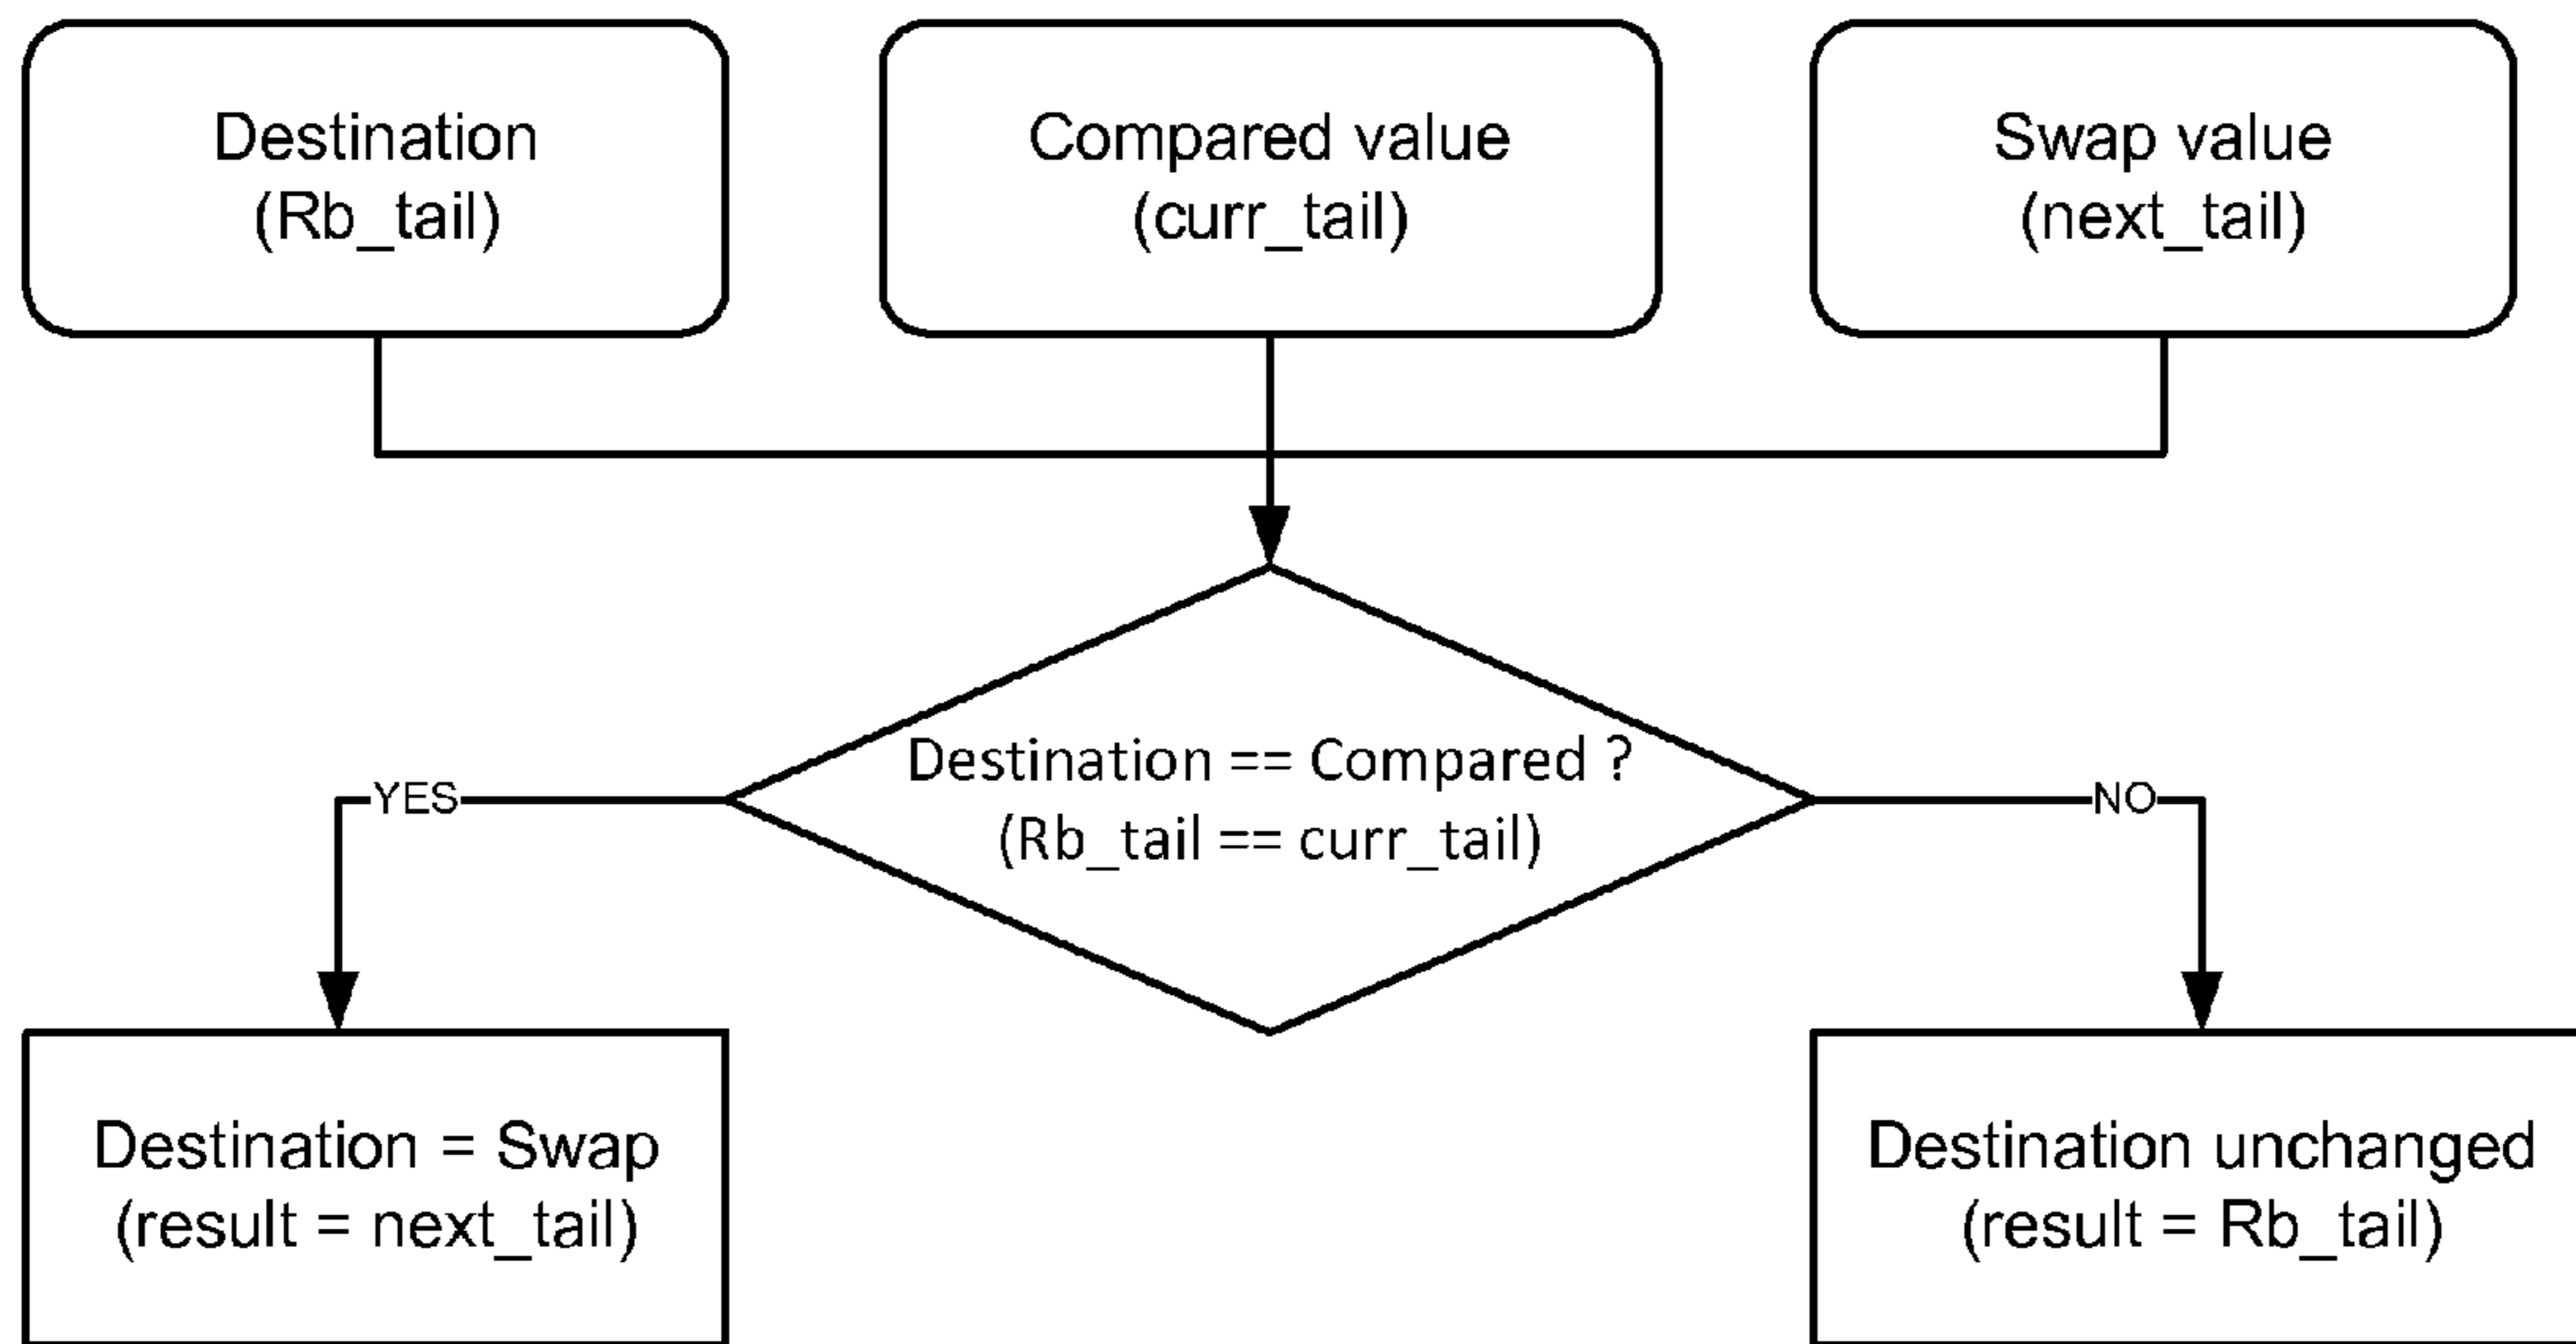 Destination
(Rb_tail)
Compared value
(curr_tail)
Swap value
(next_tail)
Destination == Compared ?
(Rb_tail == curr_tail)
YES
NO
Destination = Swap
(result = next_tail)
Destination unchanged
(result = Rb_tail)